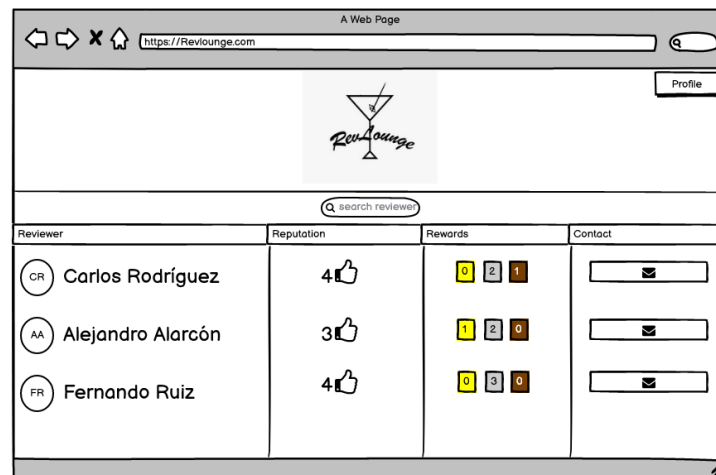 A Web Page
https://Revlounge.com
Profile
RevLounge
search reviewer
Reviewer Reputation Rewards Contact
CR Carlos Rodríguez 4 0 2 1
AA Alejandro Alarcón 3 1 2 0
FR Fernando Ruiz 4 0 3 0